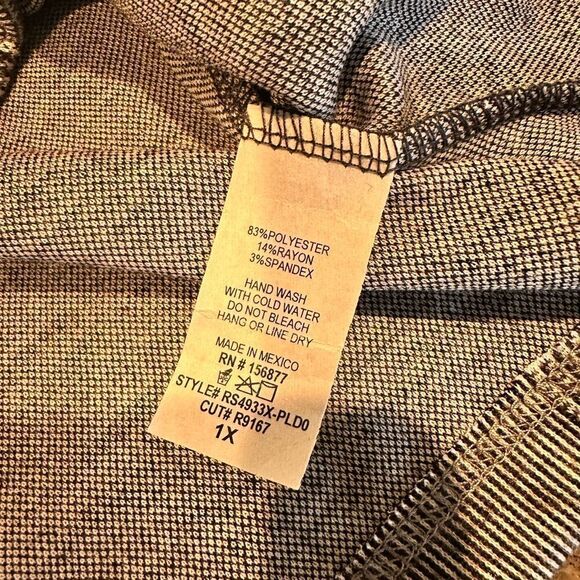 83%POLYESTER
14%RAYON
3%SPANDEX
HAND WASH
WITH COLD WATER
DO NOT BLEACH
HANG OR LINE DRY
MADE IN MEXICO
RN # 156877
STYLE# RS4933X-PLD0
CUT# R9167
1X